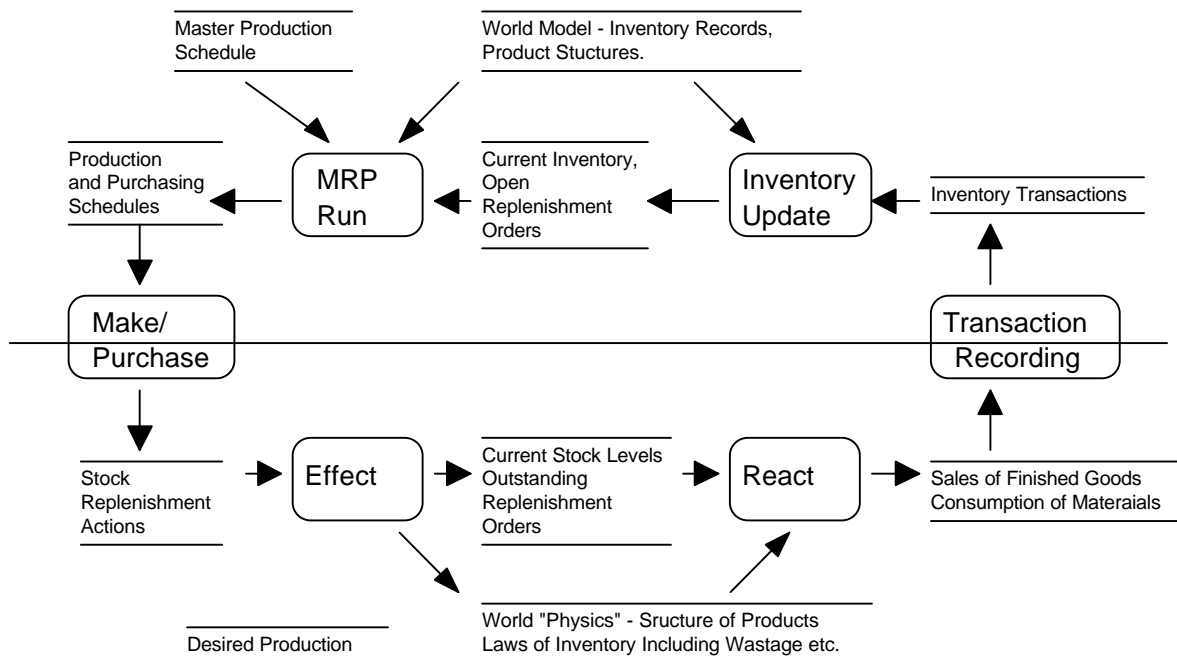 Master Production
Schedule
World Model - Inventory Records,
Product Stuctures.
Production
and Purchasing
Schedules
MRP
Run
Current Inventory,
Open
Replenishment
Orders
Inventory
Update
Inventory Transactions
Make/
Purchase
Transaction
Recording
Stock
Replenishment
Actions
Effect
Current Stock Levels
Outstanding
Replenishment
Orders
React
Sales of Finished Goods
Consumption of Materaials
Desired Production
World "Physics" - Sructure of Products
Laws of Inventory Including Wastage etc.